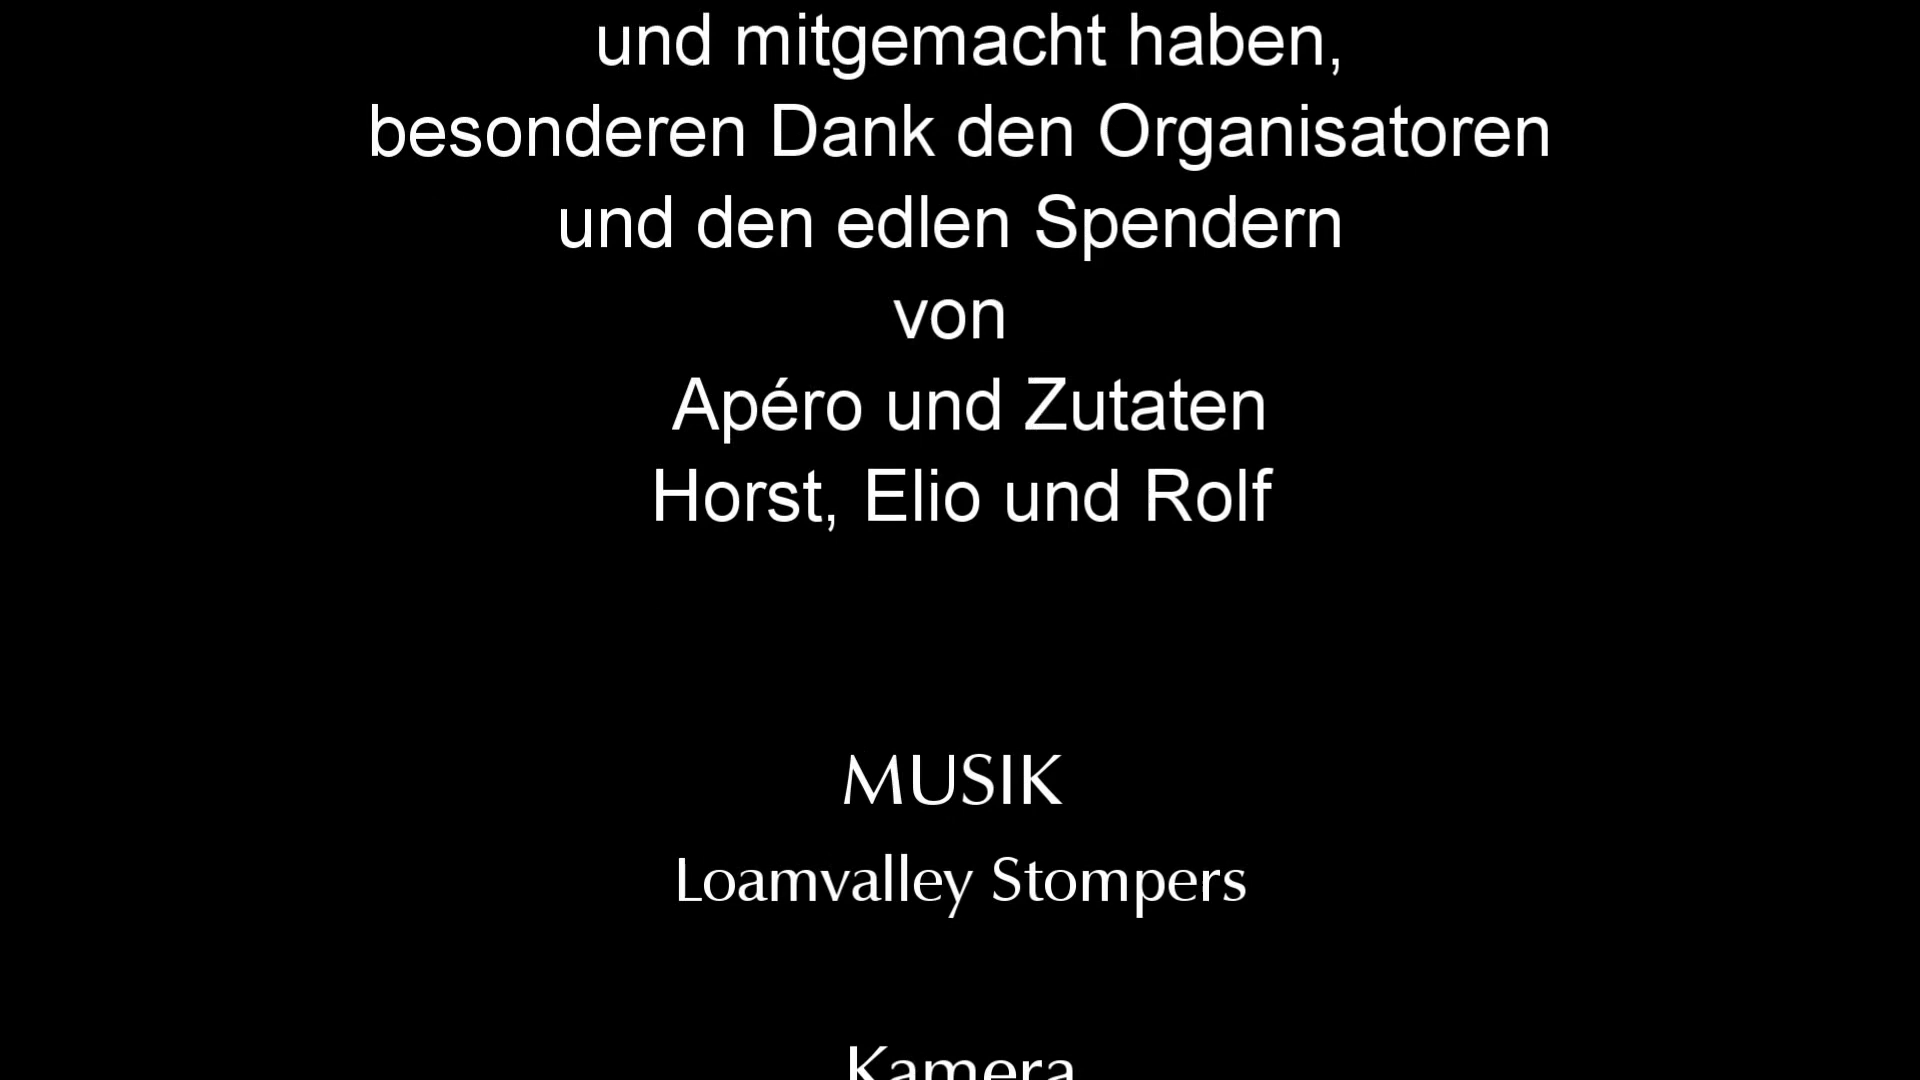 und mitgemacht haben,
besonderen Dank den Organisatoren
und den edlen Spendern
von
Apéro und Zutaten
Horst, Elio und Rolf
MUSIK
Loamvalley Stompers
Kamera